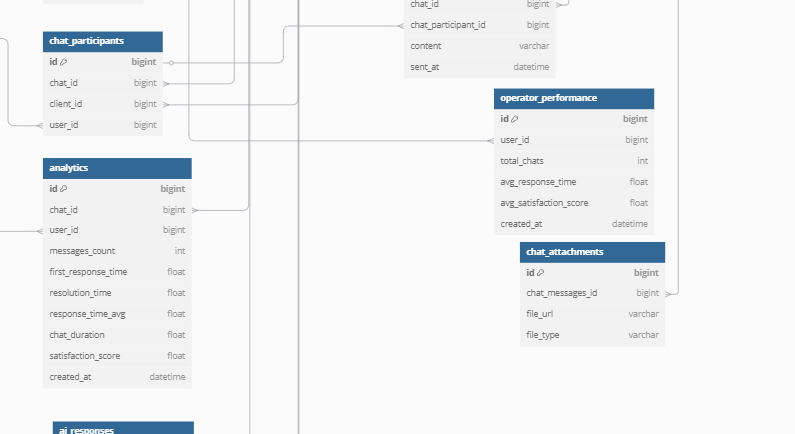 chat_id bigint
chat_participant_id bigint
content varchar
sent_at datetime
chat_participants
id bigint
chat_id bigint
client_id bigint
user_id bigint
operator_performance
id bigint
user_id bigint
total_chats int
avg_response_time float
avg_satisfaction_score float
created_at datetime
analytics
id bigint
chat_id bigint
user_id bigint
messages_count int
first_response_time float
resolution_time float
response_time_avg float
chat_duration float
satisfaction_score float
created_at datetime
chat_attachments
id bigint
chat_messages_id bigint
file_url varchar
file_type varchar
ai_responses